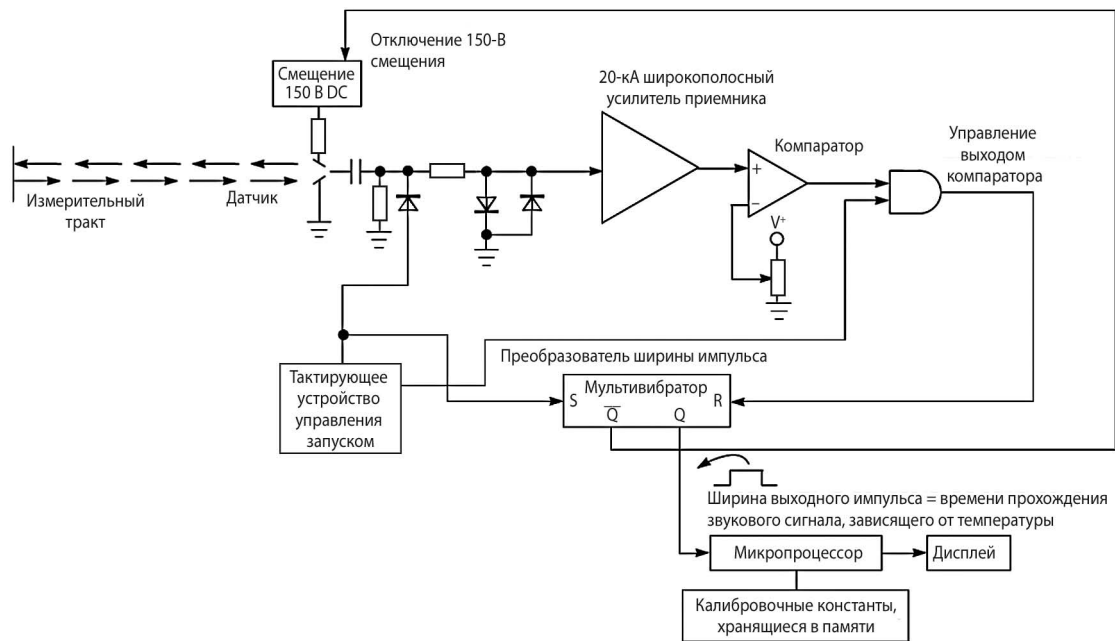 Отключение 150-В
смещения
Смещение
150 В DC
20-кА широкополосный
усилитель приемника
Компаратор
Управление
выходом
компаратора
Измерительный
тракт
Датчик
+
−
V+
Преобразователь ширины импульса
Тактирующее
устройство
управления
запуском
Мультивибратор
S
Q̅
Q
R
Ширина выходного импульса = времени прохождения
звукового сигнала, зависящего от температуры
Микропроцессор
Дисплей
Калибровочные константы,
хранящиеся в памяти